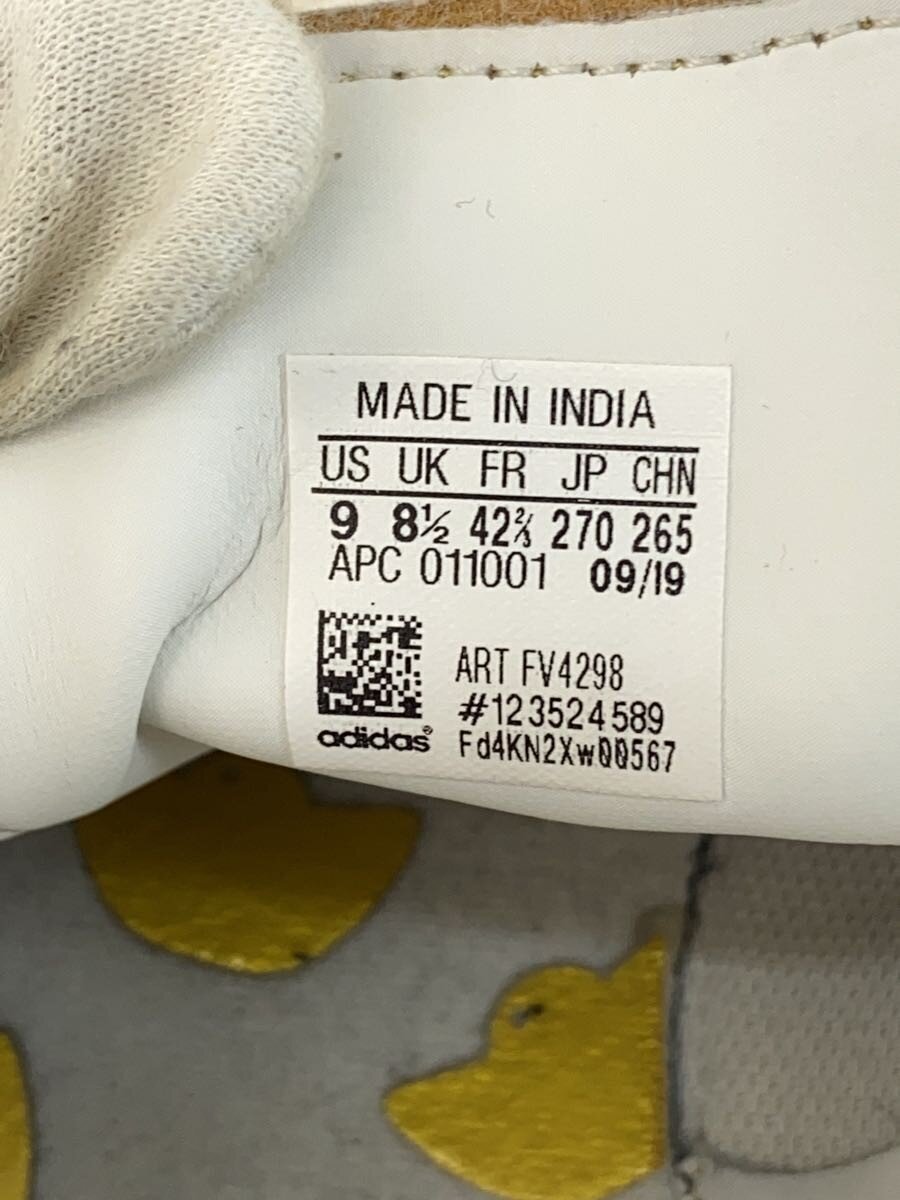 MADE IN INDIA
US UK FR JP CHN
9 8½ 42⅔ 270 265
APC 011001 09/19
ART FV4298
#123524589
adidas® Fd4KN2Xw00567